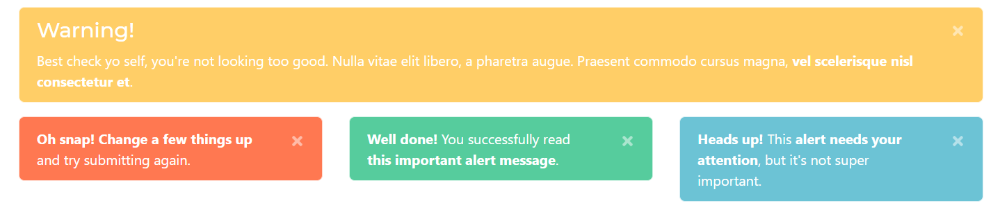 Warning!
Best check yo self, you're not looking too good. Nulla vitae elit libero, a pharetra augue. Praesent commodo cursus magna, vel scelerisque nisl
consectetur et.
Oh snap! Change a few things up
and try submitting again.
Well done! You successfully read
this important alert message.
Heads up! This alert needs your
attention, but it's not super
important.